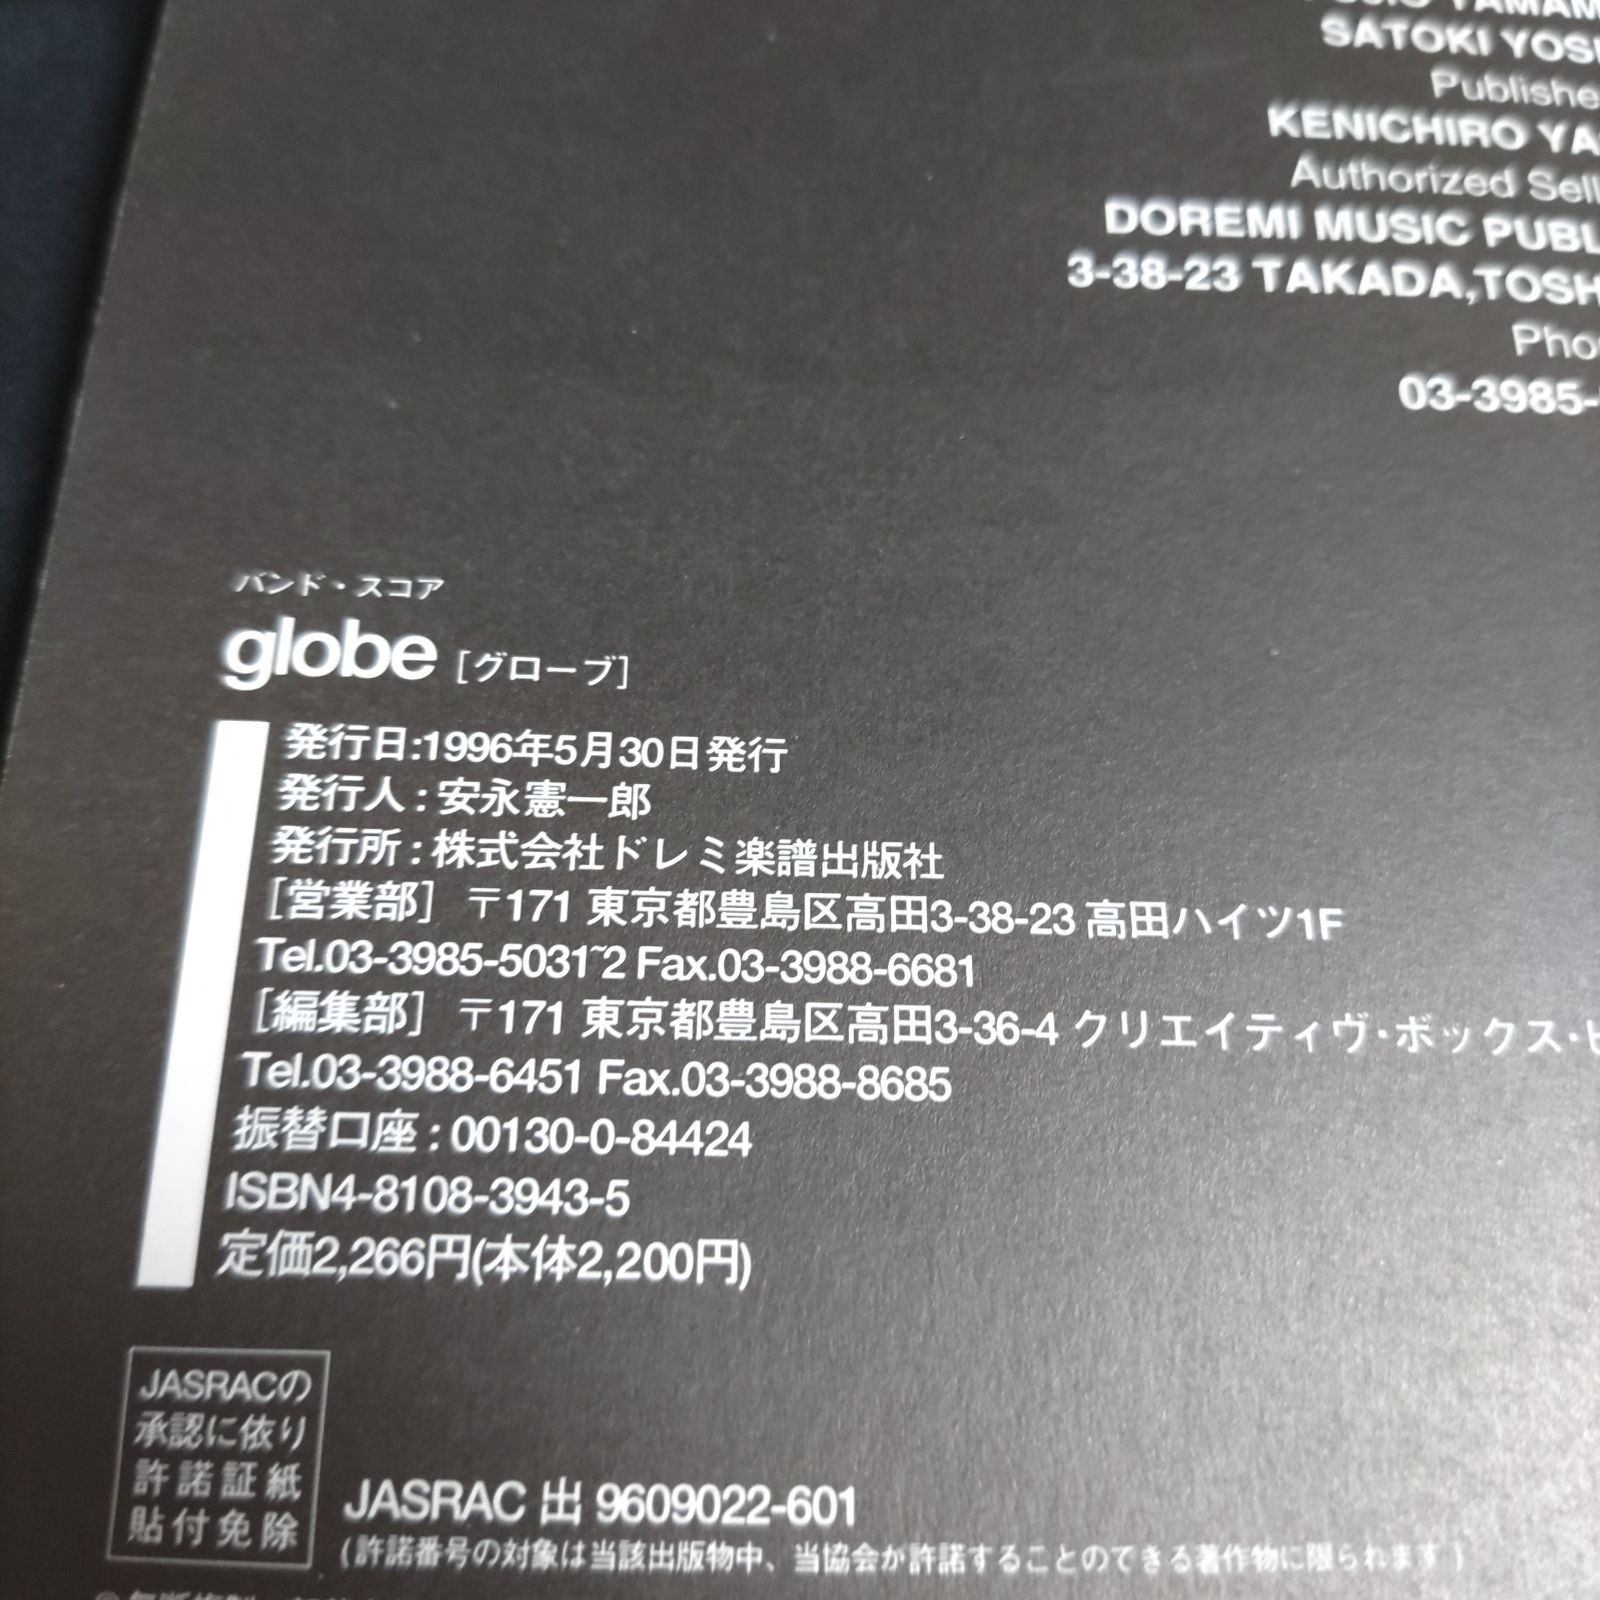 SATOKI
KENICHIRO
Authorized
DOREMI MUSIC
3-38-23 TAKADA,
03-3985-
バンド・スコア
globe [グローブ]
発行日:1996年5月30日発行
発行人:安永憲一郎
発行所:株式会社ドレミ楽譜出版社
[営業部] 〒171 東京都豊島区高田3-38-23 高田ハイツ1F
Tel.03-3985-5031~2 Fax.03-3988-6681
[編集部] 〒171 東京都豊島区高田3-36-4 クリエイティヴ・ボックス・
Tel.03-3988-6451 Fax.03-3988-8685
振替口座:00130-0-84424
ISBN4-8108-3943-5
定価2,266円(本体2,200円)
JASRACの
承認に依り
許諾証紙
貼付免除
JASRAC 出 9609022-601
(許諾番号の対象は当該出版物中、当協会が許諾することのできる著作物に限られます)